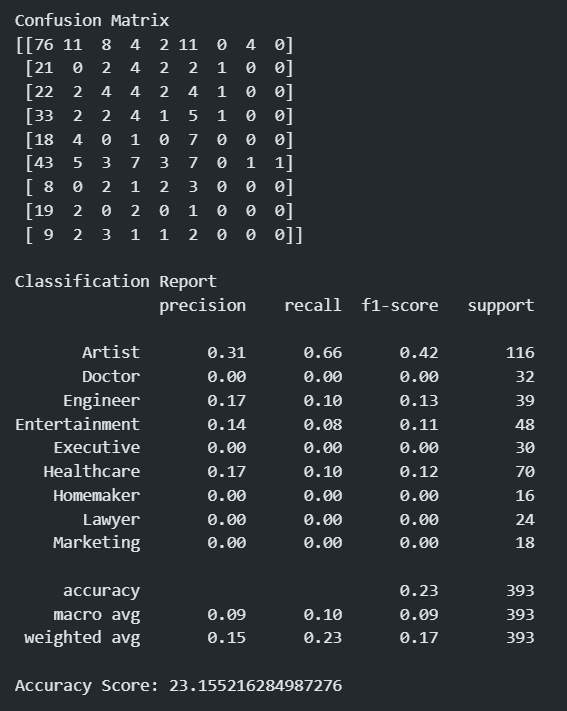 Confusion Matrix
[[76 11  8  4  2 11  0  4  0]
 [21  0  2  4  2  2  1  0  0]
 [22  2  4  4  2  4  1  0  0]
 [33  2  2  4  1  5  1  0  0]
 [18  4  0  1  0  7  0  0  0]
 [43  5  3  7  3  7  0  1  1]
 [ 8  0  2  1  2  3  0  0  0]
 [19  2  0  2  0  1  0  0  0]
 [ 9  2  3  1  1  2  0  0  0]]
Classification Report
precision    recall  f1-score   support
Artist       0.31      0.66      0.42       116
Doctor       0.00      0.00      0.00        32
Engineer       0.17      0.10      0.13        39
Entertainment       0.14      0.08      0.11        48
Executive       0.00      0.00      0.00        30
Healthcare       0.17      0.10      0.12        70
Homemaker       0.00      0.00      0.00        16
Lawyer       0.00      0.00      0.00        24
Marketing       0.00      0.00      0.00        18
accuracy                           0.23       393
macro avg       0.09      0.10      0.09       393
weighted avg       0.15      0.23      0.17       393
Accuracy Score: 23.155216284987276